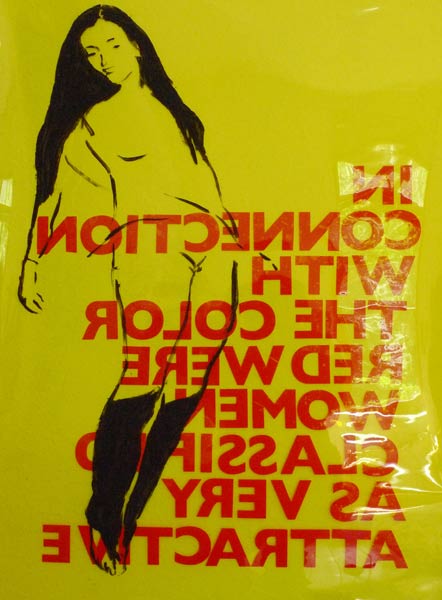 IN
CONNECTION
WITH
THE COLOR
RED WERE
WOMEN
CLASSIFIED
AS VERY
ATTRACTIVE